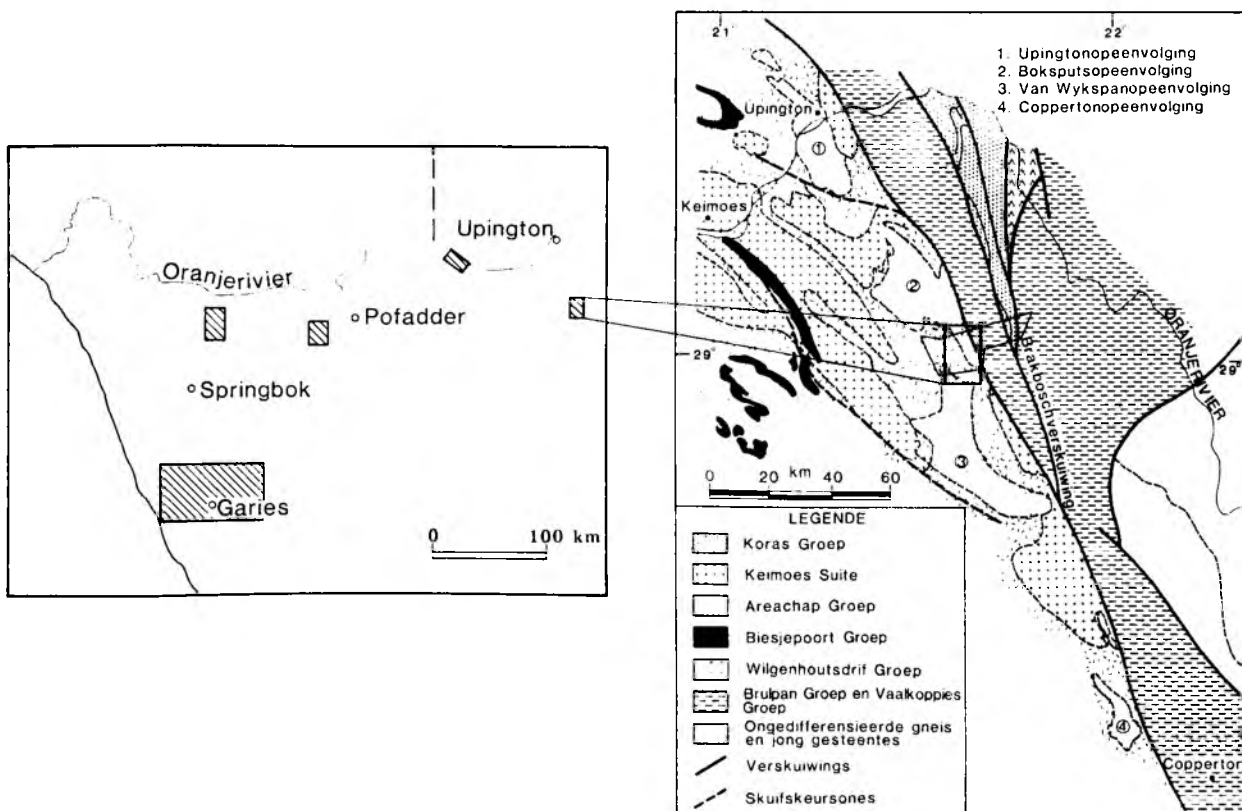 Oranjerivier
Upington
Pofadder
Springbok
Garies
0 100 km
21 22
1. Upingtonopeenvolging
2. Boksputsopeenvolging
3. Van Wykspanopeenvolging
4. Coppertonopeenvolging
Upington
1
Keimoes
2
29°
29°
ORANJERIVIER
Brakboschverskuiwing
3
km
0 20 40 60
4
Copperton
LEGENDE
Koras Groep
Keimoes Suite
Areachap Groep
Biesjepoort Groep
Wilgenhoutsdrif Groep
Brulpan Groep en Vaalkoppies
Groep
Ongedifferensieerde gneis
en jong gesteentes
Verskuiwings
Skuifskeursones